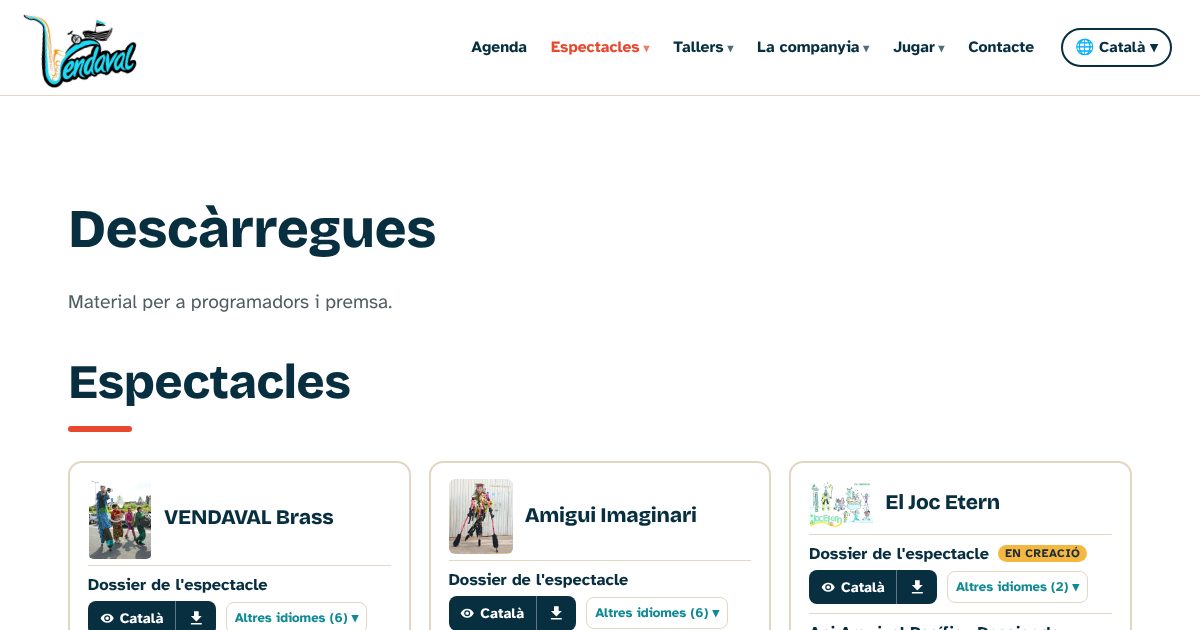 Vendaval
Agenda
Espectacles ▾
Tallers ▾
La companyia ▾
Jugar ▾
Contacte
🌐 Català ▾
Descàrregues
Material per a programadors i premsa.
Espectacles
VENDAVAL Brass
Dossier de l'espectacle
Català
Altres idiomes (6) ▾
Amigui Imaginari
Dossier de l'espectacle
Català
Altres idiomes (6) ▾
El Joc Etern
Dossier de l'espectacle EN CREACIÓ
Català
Altres idiomes (2) ▾